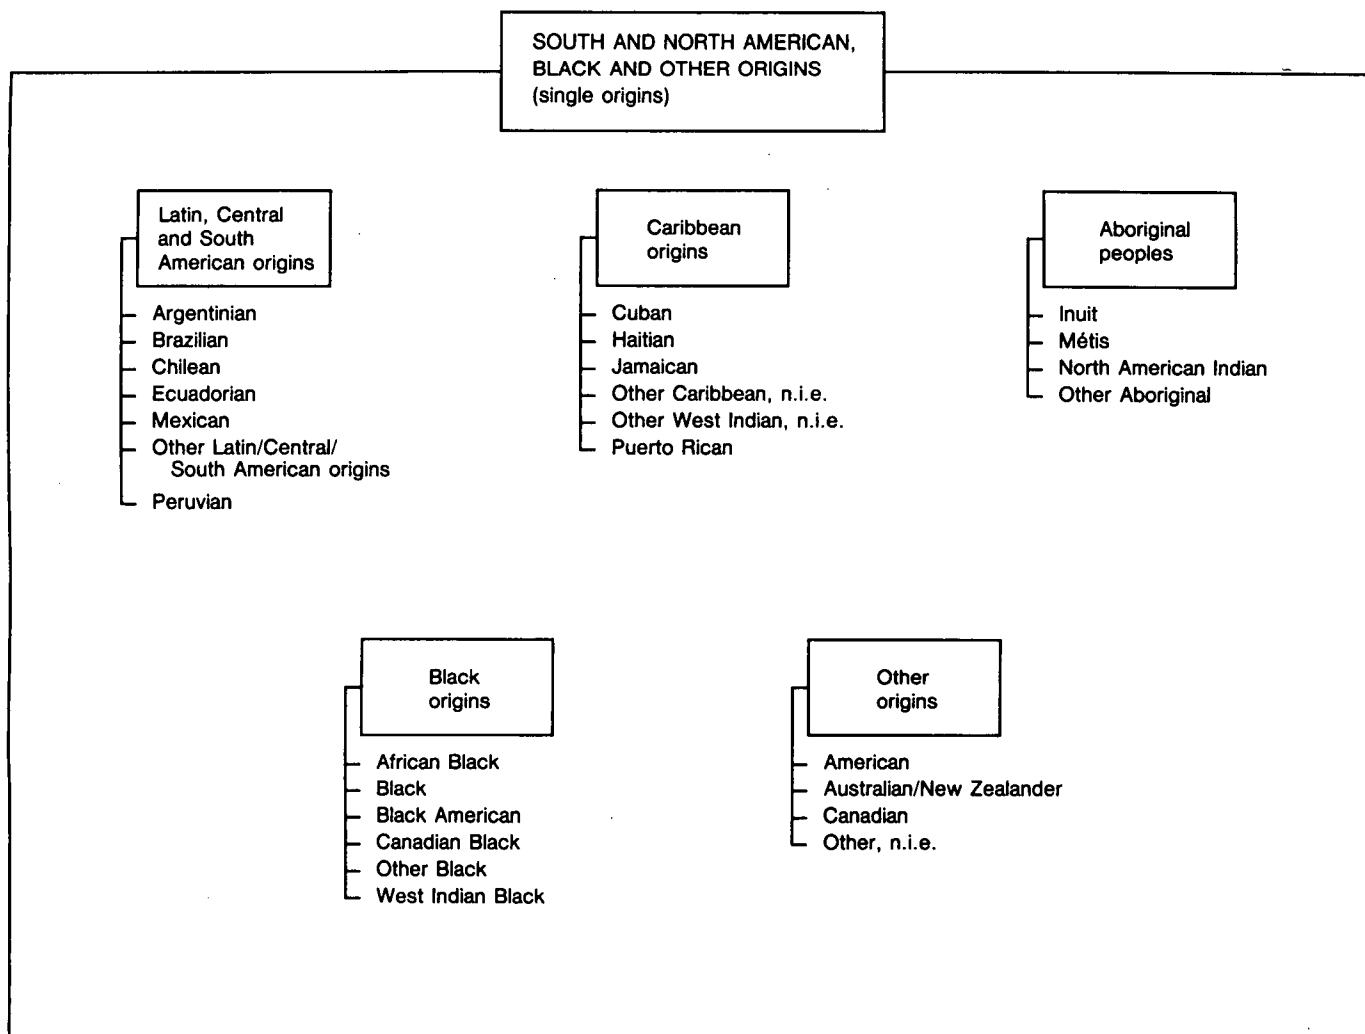 SOUTH AND NORTH AMERICAN,
BLACK AND OTHER ORIGINS
(single origins)
Latin, Central
and South
American origins
Argentinian
Brazilian
Chilean
Ecuadorian
Mexican
Other Latin/Central/
South American origins
Peruvian
Caribbean
origins
Cuban
Haitian
Jamaican
Other Caribbean, n.i.e.
Other West Indian, n.i.e.
Puerto Rican
Aboriginal
peoples
Inuit
Métis
North American Indian
Other Aboriginal
Black
origins
African Black
Black
Black American
Canadian Black
Other Black
West Indian Black
Other
origins
American
Australian/New Zealander
Canadian
Other, n.i.e.